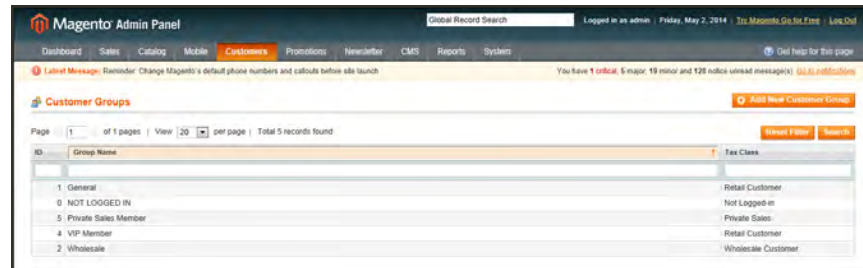 Magento Admin Panel
Global Record Search
Logged in as admin | Friday, May 2, 2014 | Try Magento Go for Free | Log Out
Dashboard Sales Catalog Mobile Customers Promotions Newsletter CMS Reports System
Get help for this page
Latest Message: Reminder: Change Magento's default phone numbers and callouts before site launch
You have 1 critical, 5 major, 19 minor and 128 notice unread message(s). Go to notifications
Customer Groups
Add New Customer Group
Page 1 of 1 pages | View 20 per page | Total 5 records found
Reset Filter Search
ID Group Name Tax Class
1 General Retail Customer
0 NOT LOGGED IN Not Logged-in
5 Private Sales Member Private Sales
4 VIP Member Retail Customer
2 Wholesale Wholesale Customer